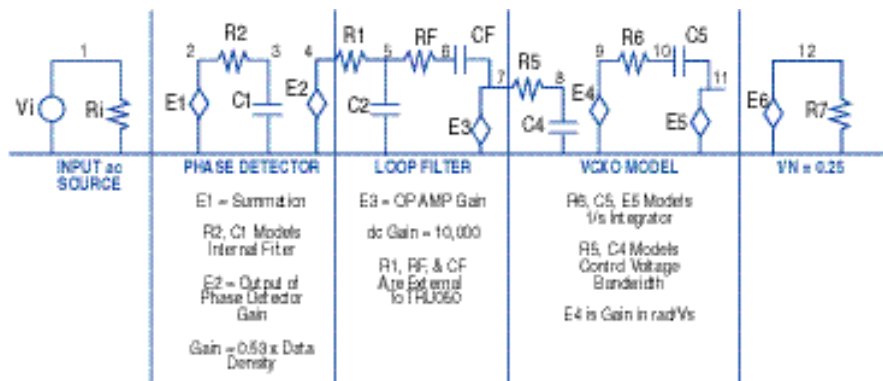 1
Vi
Ri
INPUT ac
SOURCE
2
R2
3
E1
C1
E2
PHASE DETECTOR
E1 = Summation
R2, C1 Models
Internal Filter
E2 = Output of
Phase Detector
Gain
Gain = 0.53 x Data
Density
4
R1
5
RF
6
CF
7
C2
E3
LOOP FILTER
E3 = OP AMP Gain
dc Gain = 10,000
R1, RF, & CF
Are External
To TRU050
R5
8
C4
9
R6
10
C5
11
E4
E5
VCXO MODEL
R6, C5, E5 Models
1/s Integrator
R5, C4 Models
Control Voltage
Bandwidth
E4 is Gain in rad/Vs
12
E6
R7
1/N = 0.25